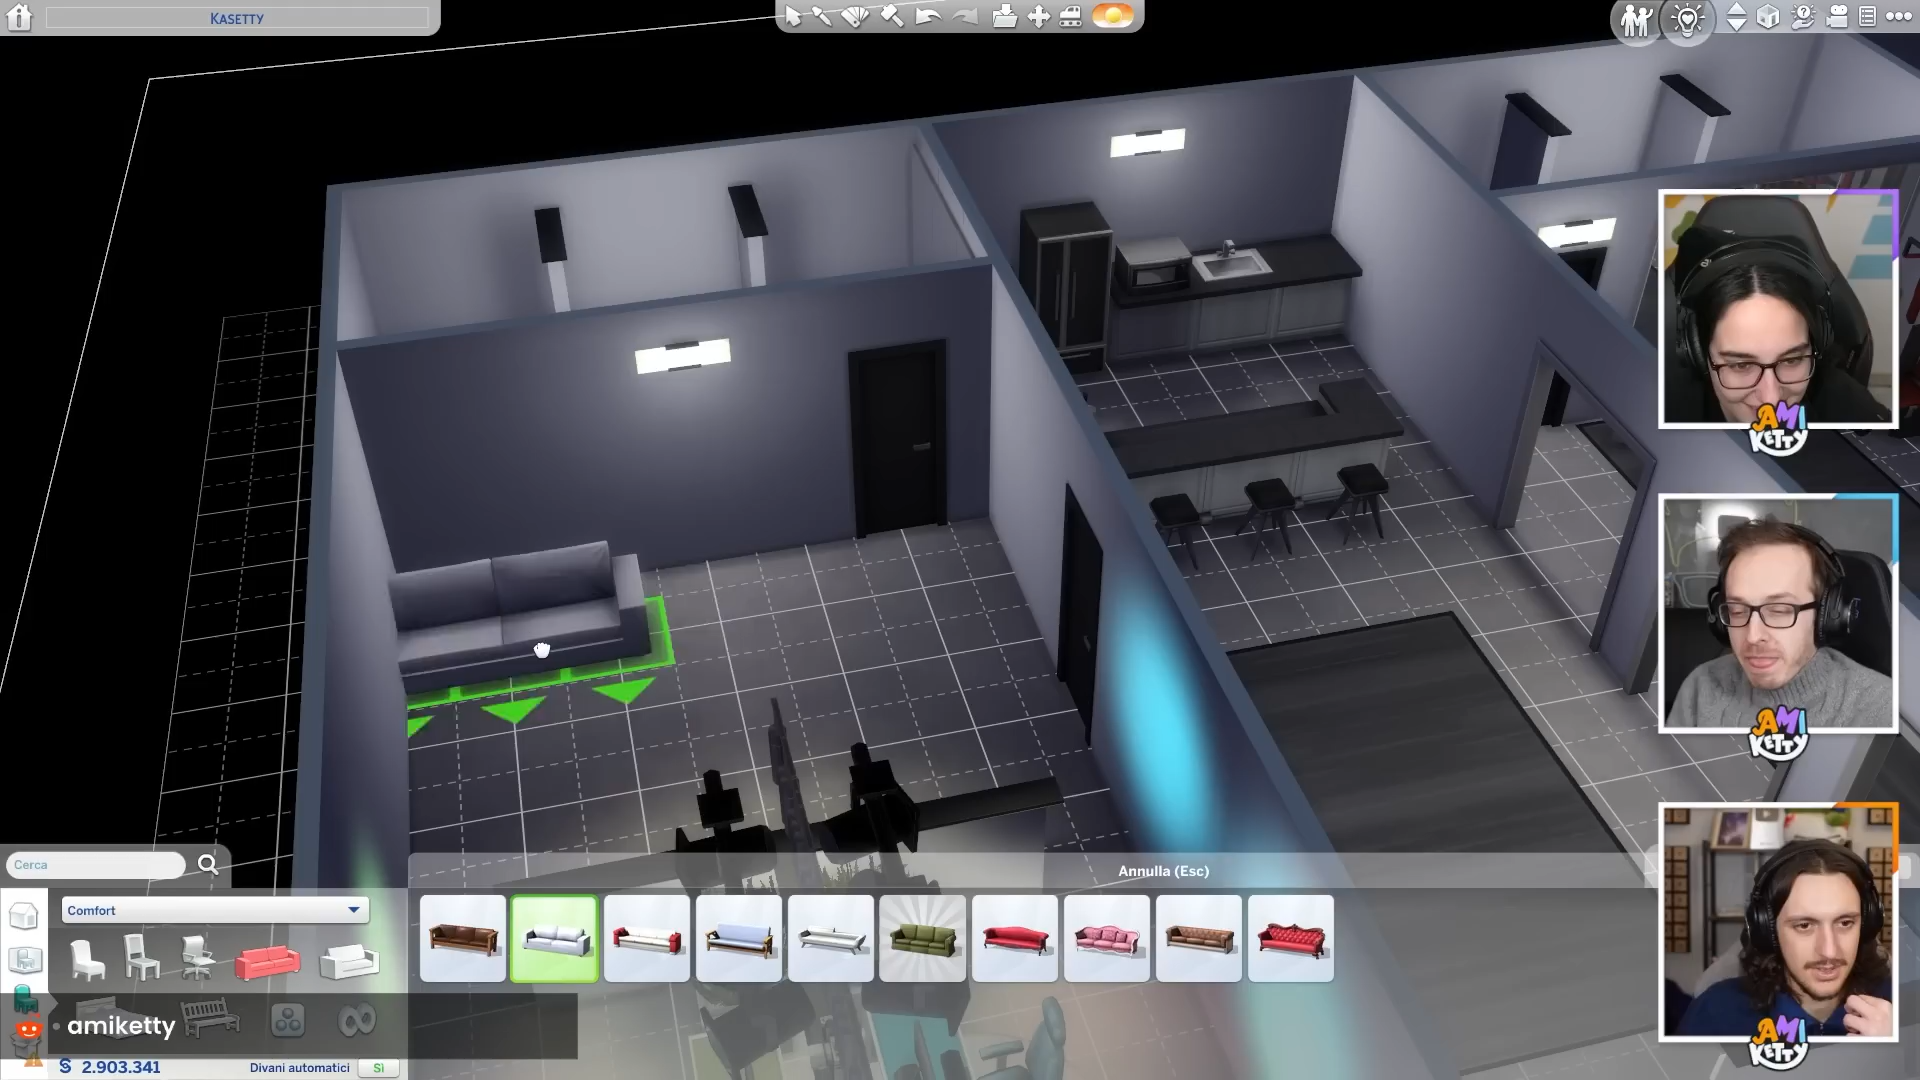 KASETTY
AMI
KETTY
AMI
KETTY
Cerca
Annulla (Esc)
Comfort
amiketty
AMI
KETTY
S 2.903.341
Divani automatici
Sì